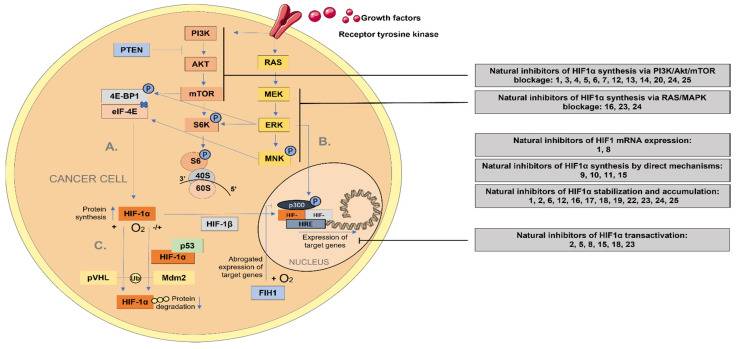 Growth factors
Receptor tyrosine kinase
PI3K
PTEN
AKT
RAS
mTOR
MEK
4E-BP1
P
eIF-4E
S6K
P
ERK
MNK
P
A.
B.
S6
P
40S
60S
3'
5'
CANCER CELL
P
p300
HIF-
HIF-
HRE
Expression of
target genes
NUCLEUS
Protein
synthesis
HIF-1α
HIF-1β
+
O2
-/+
p53
HIF-1α
C.
pVHL
Ub
Mdm2
HIF-1α
Protein
degradation
Abrogated
expression of
target genes
+ O2
FIH1
Natural inhibitors of HIF1α synthesis via PI3K/Akt/mTOR
blockage: 1, 3, 4, 5, 6, 7, 12, 13, 14, 20, 24, 25
Natural inhibitors of HIF1α synthesis via RAS/MAPK
blockage: 16, 23, 24
Natural inhibitors of HIF1 mRNA expression:
1, 8
Natural inhibitors of HIF1α synthesis by direct mechanisms:
9, 10, 11, 15
Natural inhibitors of HIF1α stabilization and accumulation:
1, 2, 6, 12, 16, 17, 18, 19, 22, 23, 24, 25
Natural inhibitors of HIF1α transactivation:
2, 5, 8, 15, 18, 23